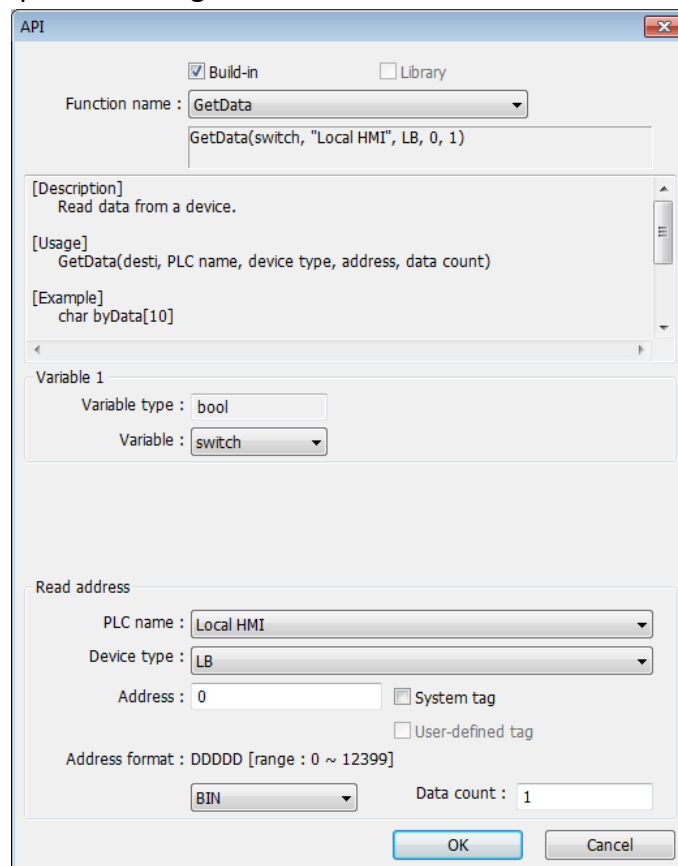 API
Build-in Library
Function name : GetData
GetData(switch, "Local HMI", LB, 0, 1)
[Description]
Read data from a device.
[Usage]
GetData(desti, PLC name, device type, address, data count)
[Example]
char byData[10]
Variable 1
Variable type : bool
Variable : switch
Read address
PLC name : Local HMI
Device type : LB
Address : 0 System tag
User-defined tag
Address format : DDDDD [range : 0 ~ 12399]
BIN Data count : 1
OK Cancel